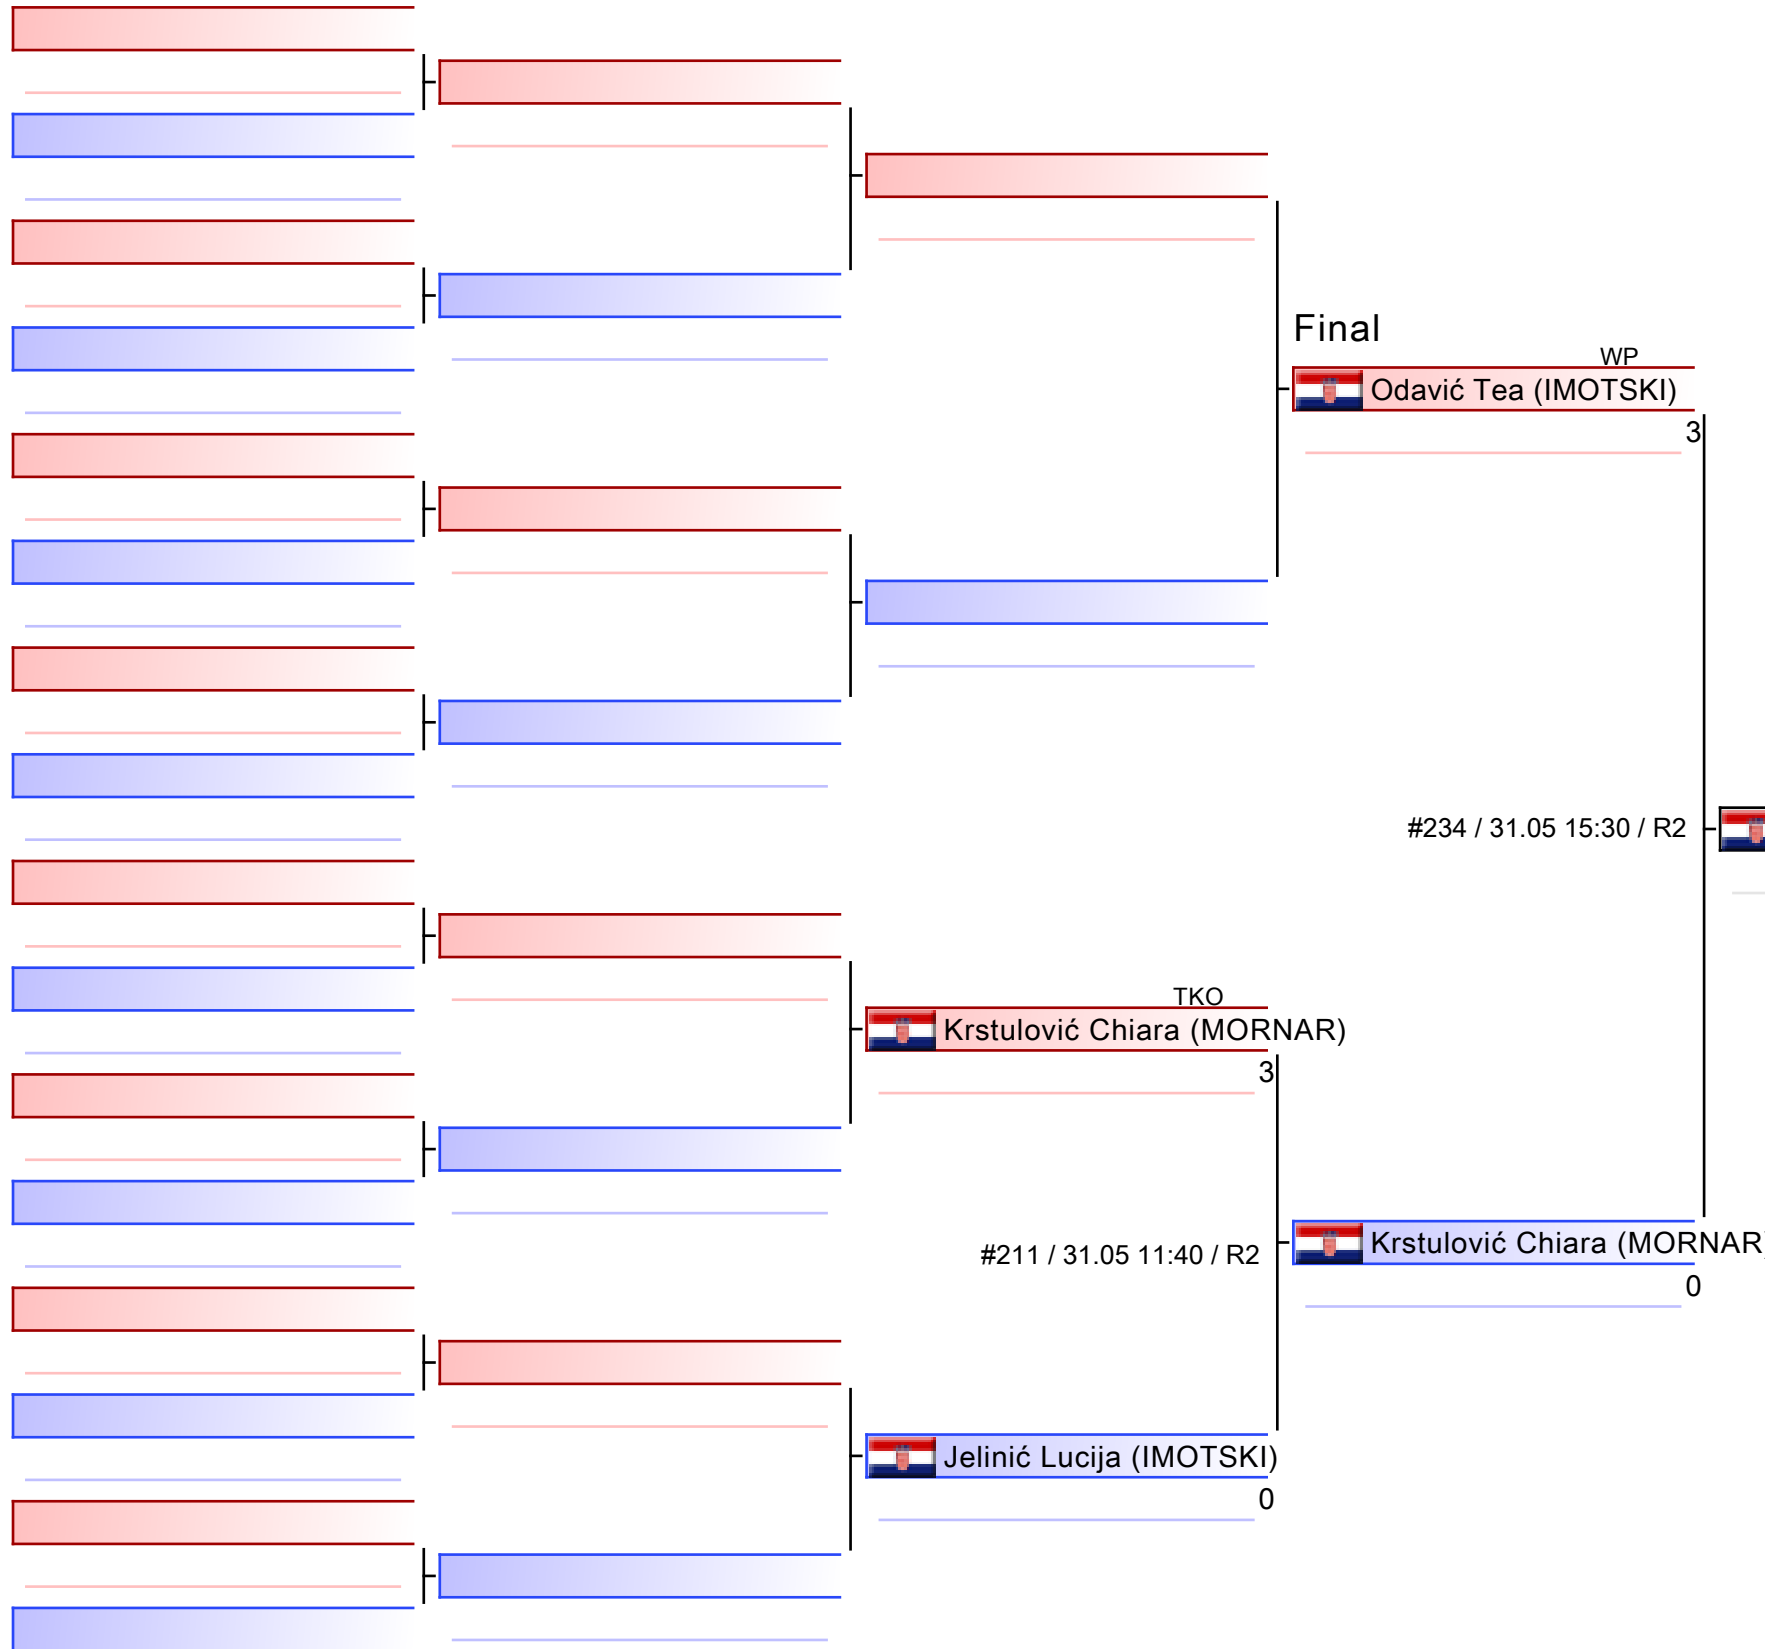 Final
WP
Odavić Tea (IMOTSKI)
3
#234 / 31.05 15:30 / R2
TKO
Krstulović Chiara (MORNAR)
3
#211 / 31.05 11:40 / R2
Krstulović Chiara (MORNAR)
0
Jelinić Lucija (IMOTSKI)
0